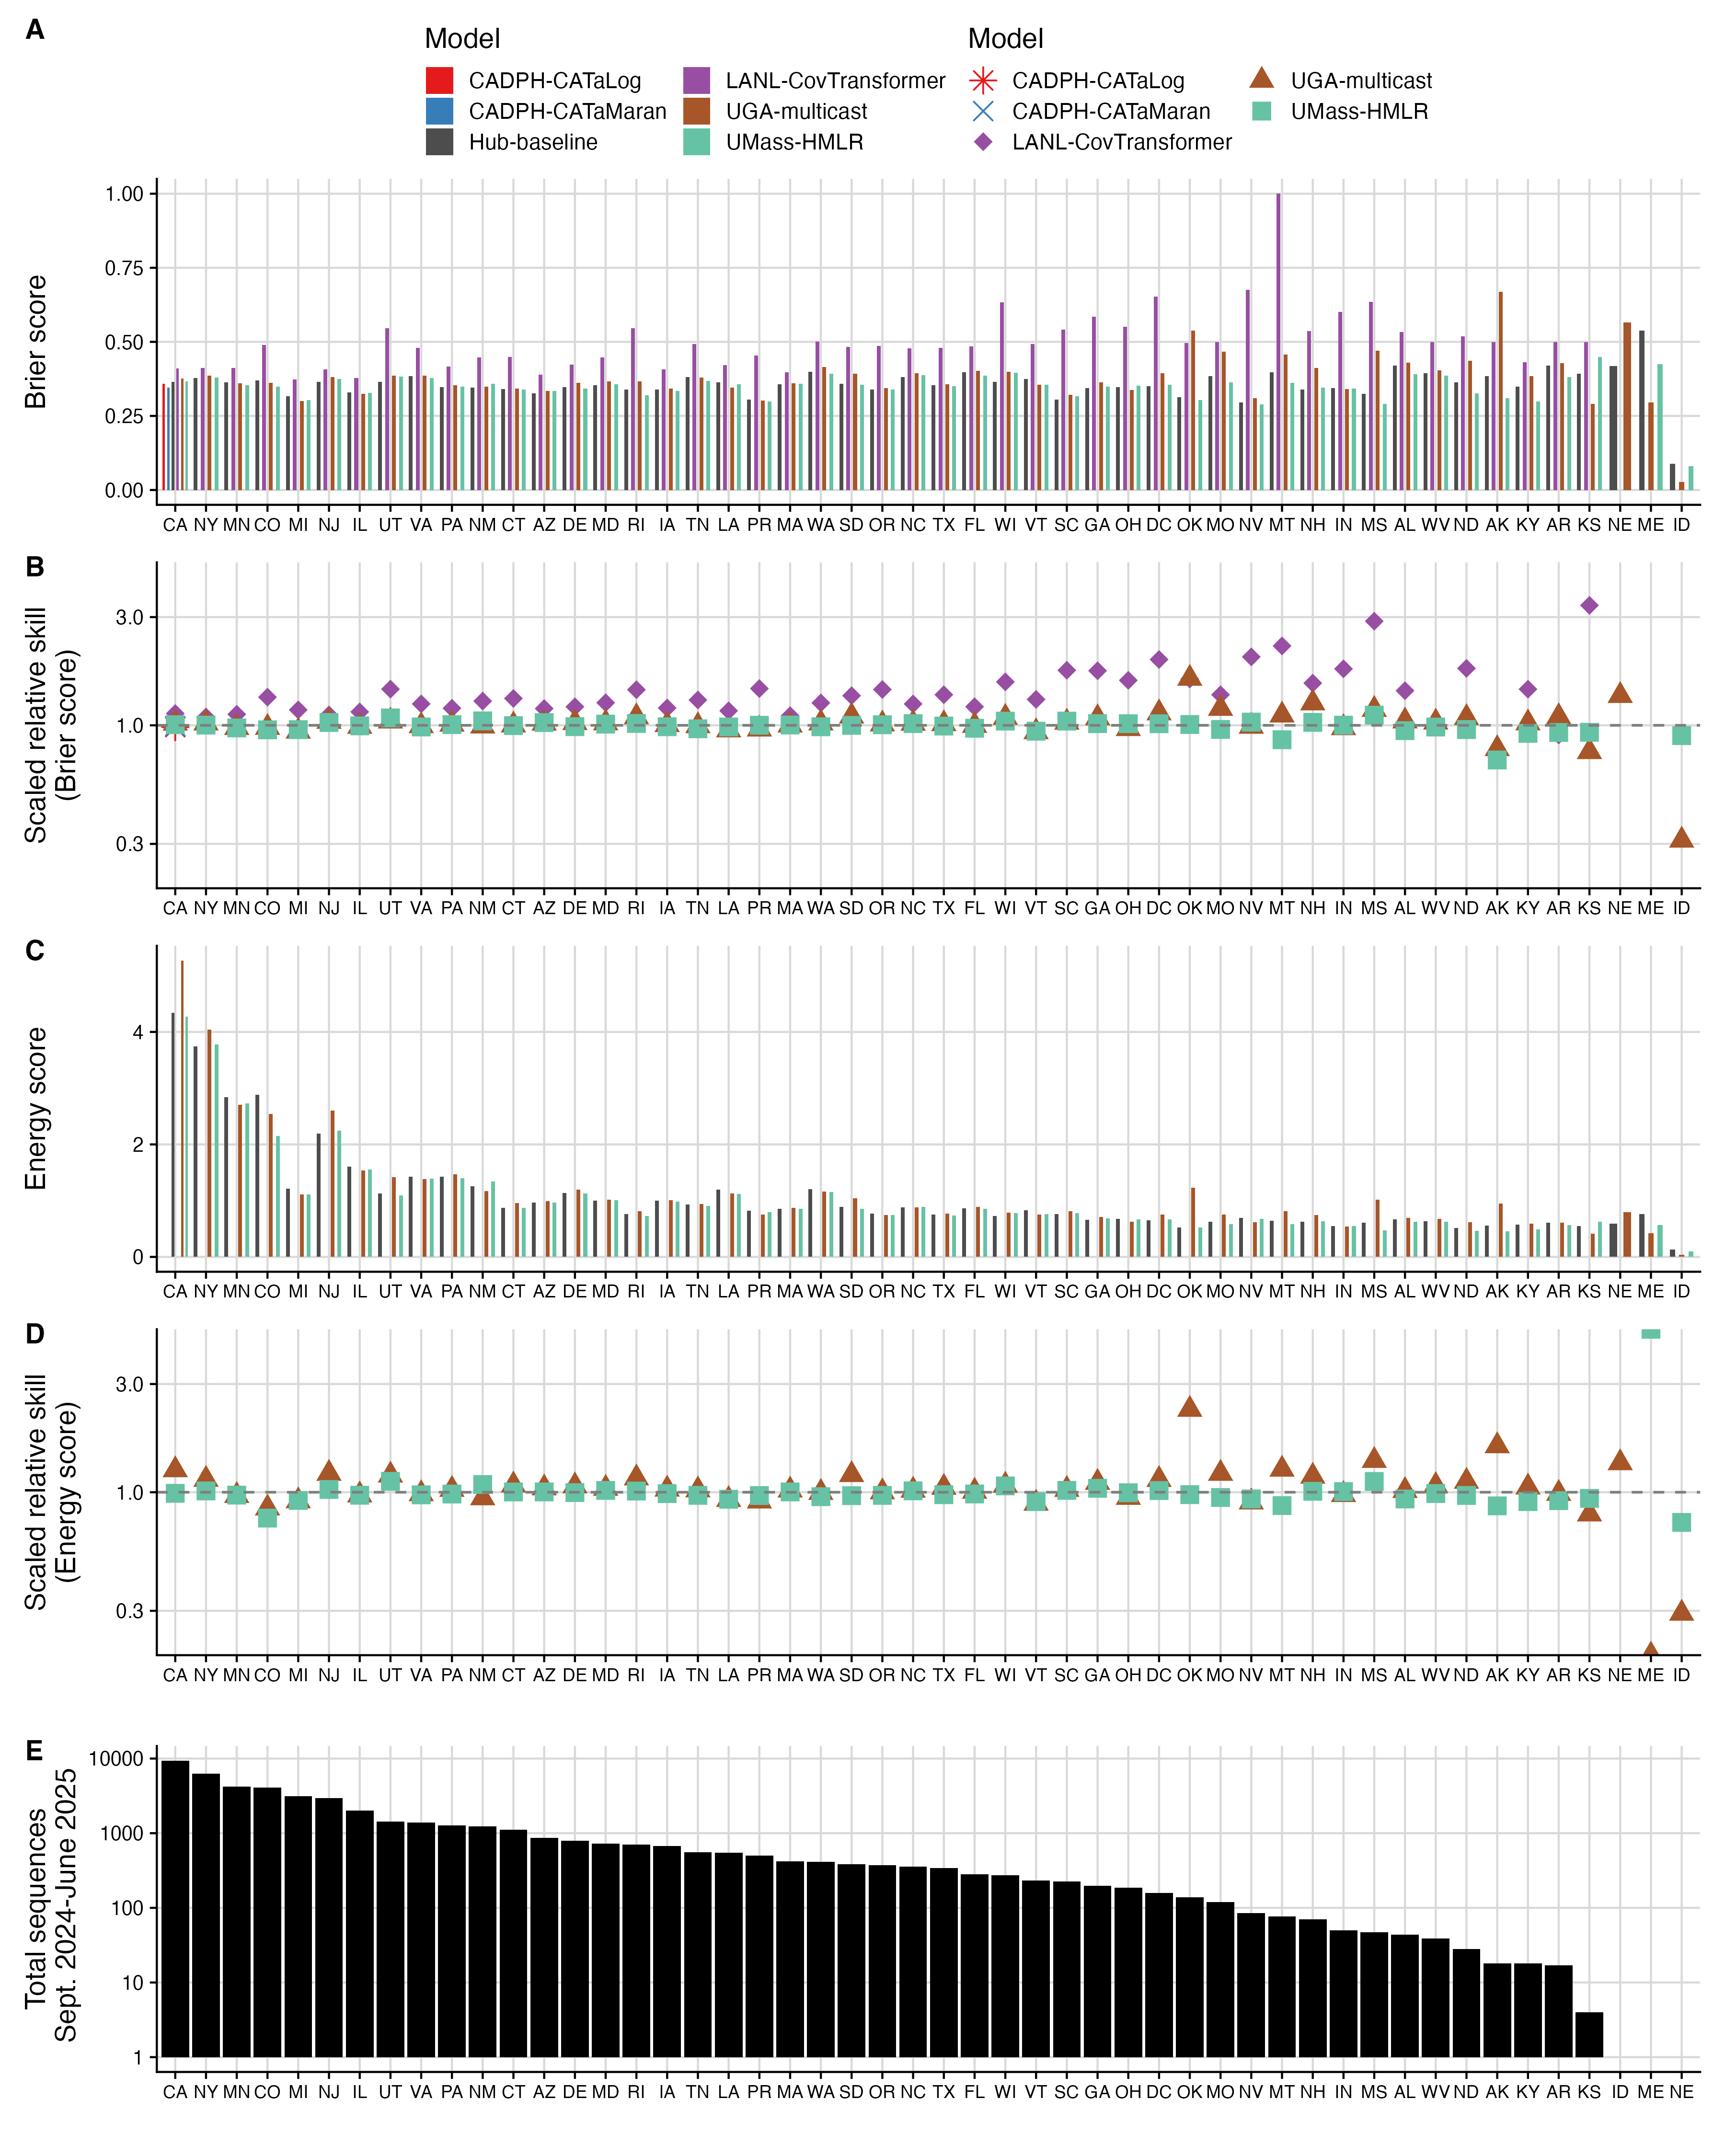 A
Model
CADPH-CATaLog
CADPH-CATaMaran
Hub-baseline
LANL-CovTransformer
UGA-multicast
UMass-HMLR
Model
CADPH-CATaLog
CADPH-CATaMaran
LANL-CovTransformer
UGA-multicast
UMass-HMLR
Brier score
1.00
0.75
0.50
0.25
0.00
CA NY MN CO MI NJ IL UT VA PA NM CT AZ DE MD RI IA TN LA PR MA WA SD OR NC TX FL WI VT SC GA OH DC OK MO NV MT NH IN MS AL WV ND AK KY AR KS NE ME ID
B
Scaled relative skill
(Brier score)
3.0
1.0
0.3
CA NY MN CO MI NJ IL UT VA PA NM CT AZ DE MD RI IA TN LA PR MA WA SD OR NC TX FL WI VT SC GA OH DC OK MO NV MT NH IN MS AL WV ND AK KY AR KS NE ME ID
C
Energy score
4
2
0
CA NY MN CO MI NJ IL UT VA PA NM CT AZ DE MD RI IA TN LA PR MA WA SD OR NC TX FL WI VT SC GA OH DC OK MO NV MT NH IN MS AL WV ND AK KY AR KS NE ME ID
D
Scaled relative skill
(Energy score)
3.0
1.0
0.3
CA NY MN CO MI NJ IL UT VA PA NM CT AZ DE MD RI IA TN LA PR MA WA SD OR NC TX FL WI VT SC GA OH DC OK MO NV MT NH IN MS AL WV ND AK KY AR KS NE ME ID
E
Total sequences
Sept. 2024-June 2025
10000
1000
100
10
1
CA NY MN CO MI NJ IL UT VA PA NM CT AZ DE MD RI IA TN LA PR MA WA SD OR NC TX FL WI VT SC GA OH DC OK MO NV MT NH IN MS AL WV ND AK KY AR KS ID ME NE